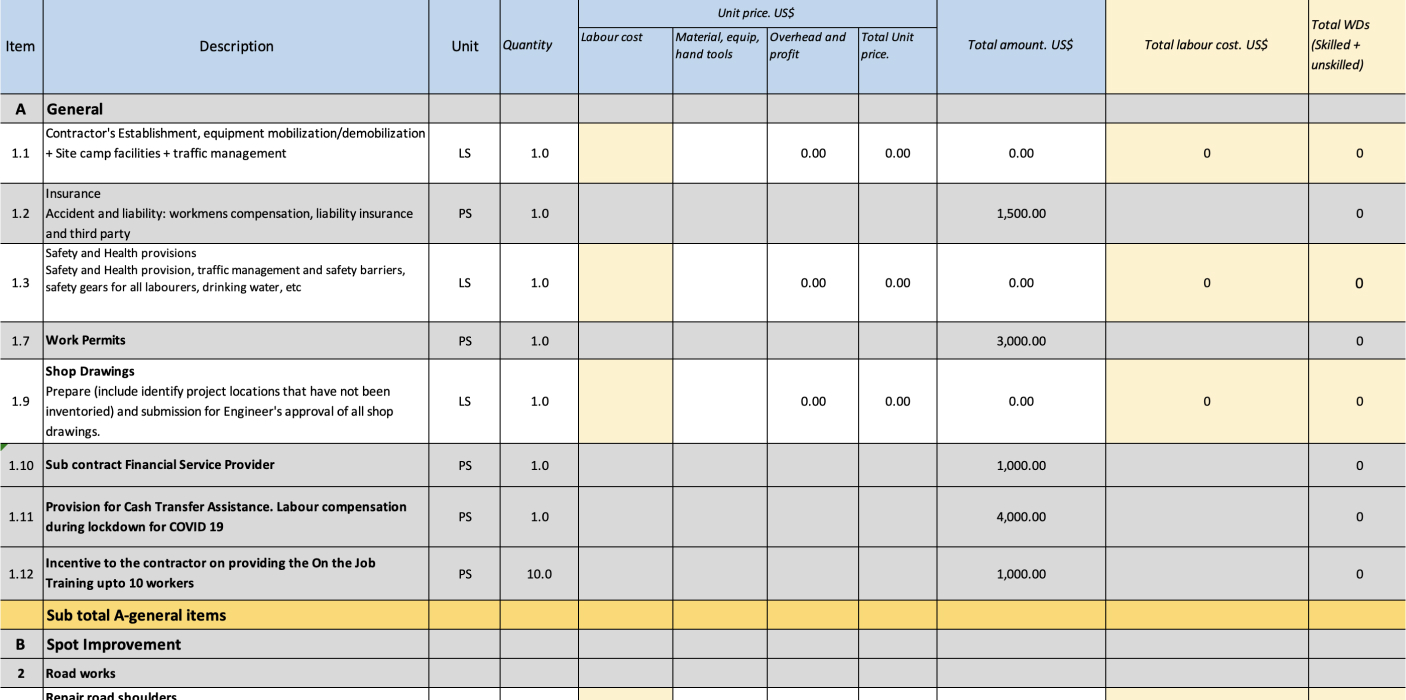 Item Description Unit Quantity Unit price. US$ Total amount. US$ Total labour cost. US$ Total WDs (Skilled + unskilled)
Labour cost Material, equip, hand tools Overhead and profit Total Unit price.
A General
1.1 Contractor's Establishment, equipment mobilization/demobilization
+ Site camp facilities + traffic management LS 1.0 0.00 0.00 0.00 0 0
Insurance
1.2 Accident and liability: workmens compensation, liability insurance PS 1.0 1,500.00 0
and third party
Safety and Health provisions
Safety and Health provision, traffic management and safety barriers,
1.3 safety gears for all labourers, drinking water, etc LS 1.0 0.00 0.00 0.00 0 0
1.7 Work Permits PS 1.0 3,000.00 0
Shop Drawings
Prepare (include identify project locations that have not been
1.9 inventoried) and submission for Engineer's approval of all shop LS 1.0 0.00 0.00 0.00 0 0
drawings.
1.10 Sub contract Financial Service Provider PS 1.0 1,000.00 0
1.11 Provision for Cash Transfer Assistance. Labour compensation
during lockdown for COVID 19 PS 1.0 4,000.00 0
1.12 Incentive to the contractor on providing the On the Job
Training upto 10 workers PS 10.0 1,000.00 0
Sub total A-general items
B Spot Improvement
2 Road works
Repair road shoulders